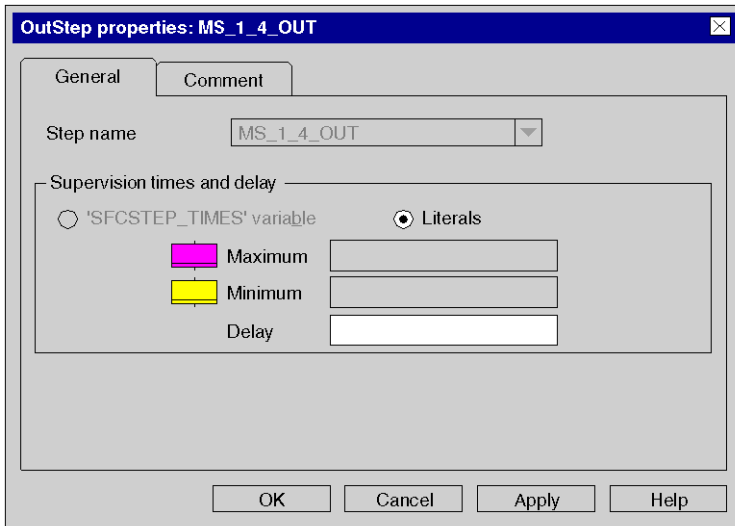 OutStep properties: MS_1_4_OUT
General
Comment
Step name
MS_1_4_OUT
Supervision times and delay
'SFCSTEP_TIMES' variable
Literals
Maximum
Minimum
Delay
OK
Cancel
Apply
Help